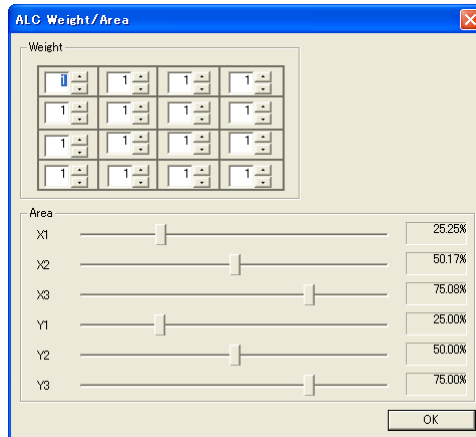 ALC Weight/Area
Weight
1 1 1 1
1 1 1 1
1 1 1 1
1 1 1 1
Area
X1 25.25%
X2 50.17%
X3 75.08%
Y1 25.00%
Y2 50.00%
Y3 75.00%
OK